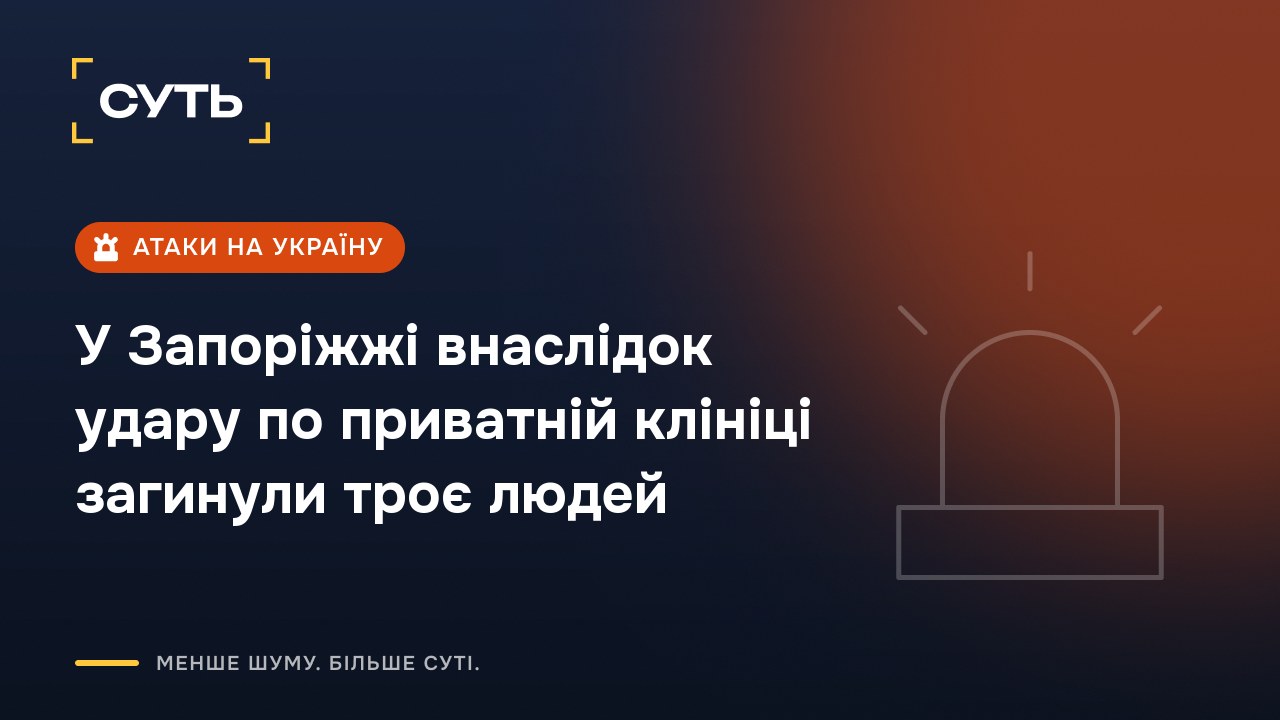 СУТЬ
АТАКИ НА УКРАЇНУ
У Запоріжжі внаслідок
удару по приватній клініці
загинули троє людей
МЕНШЕ ШУМУ. БІЛЬШЕ СУТІ.